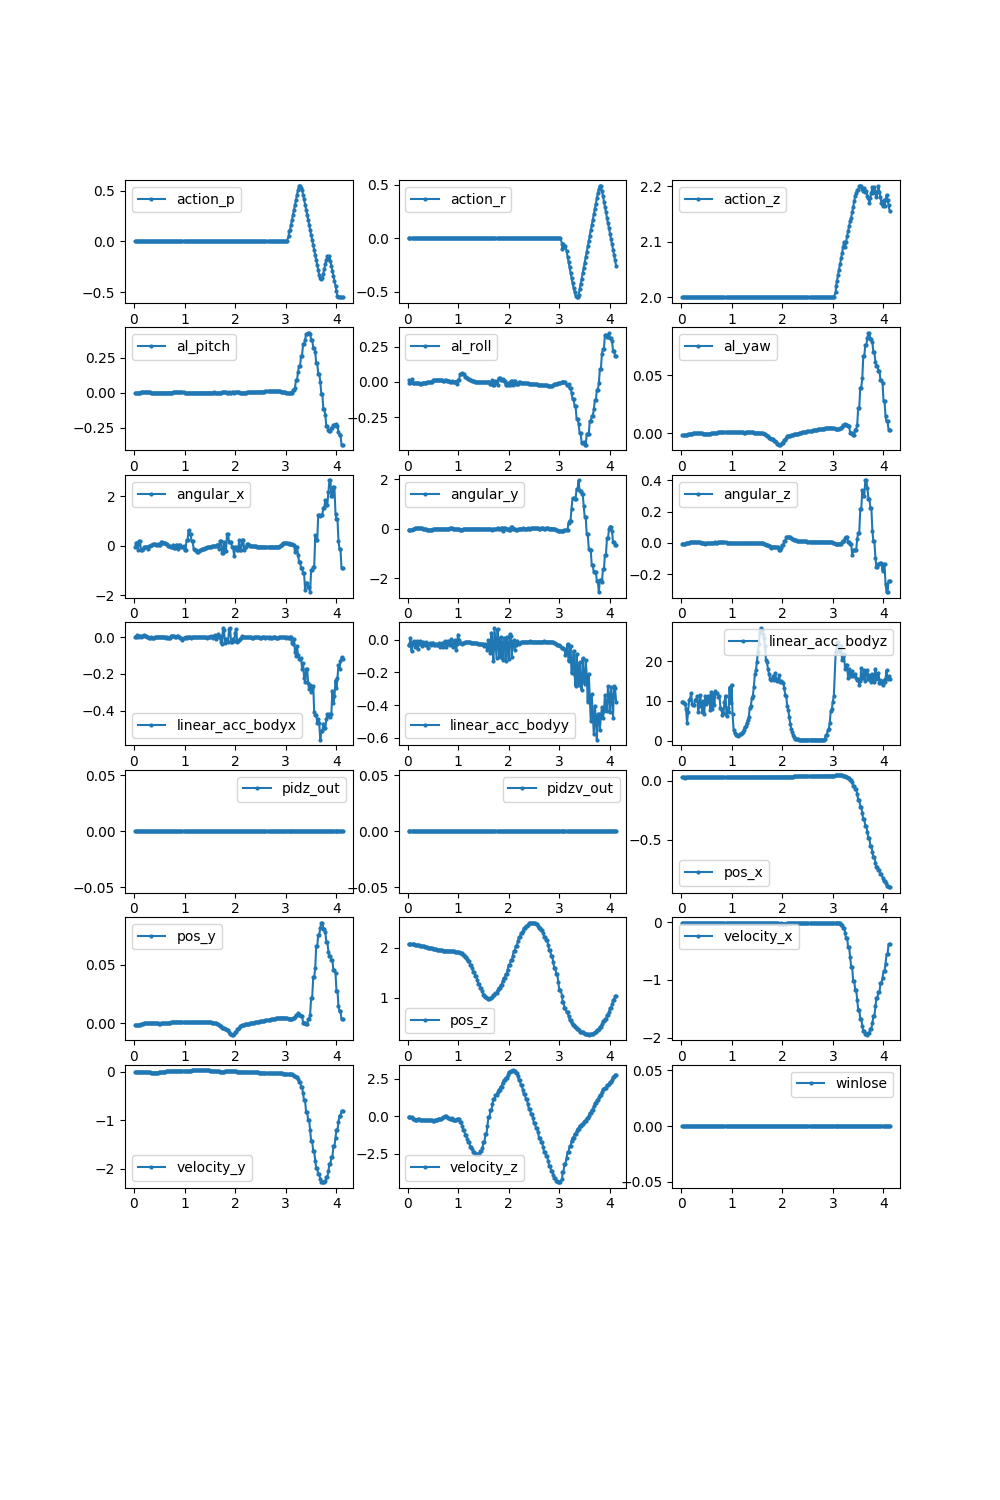 action_p
0.5
0.0
−0.5
0 1 2 3 4
action_r
0.5
0.0
−0.5
0 1 2 3 4
action_z
2.2
2.1
2.0
0 1 2 3 4
al_pitch
0.25
0.00
−0.25
0 1 2 3 4
al_roll
0.25
0.00
−0.25
0 1 2 3 4
al_yaw
0.05
0.00
0 1 2 3 4
angular_x
2
0
−2
0 1 2 3 4
angular_y
2
0
−2
0 1 2 3 4
angular_z
0.4
0.2
0.0
−0.2
0 1 2 3 4
0.0
−0.2
−0.4
linear_acc_bodyx
0 1 2 3 4
0.0
−0.2
−0.4
−0.6
linear_acc_bodyy
0 1 2 3 4
linear_acc_bodyz
20
10
0
0 1 2 3 4
0.05
pidz_out
0.00
−0.05
0 1 2 3 4
0.05
pidzv_out
0.00
−0.05
0 1 2 3 4
0.0
−0.5
pos_x
0 1 2 3 4
pos_y
0.05
0.00
0 1 2 3 4
2
1
pos_z
0 1 2 3 4
0
velocity_x
−1
−2
0 1 2 3 4
0
−1
−2
velocity_y
0 1 2 3 4
2.5
0.0
−2.5
velocity_z
0 1 2 3 4
0.05
winlose
0.00
−0.05
0 1 2 3 4